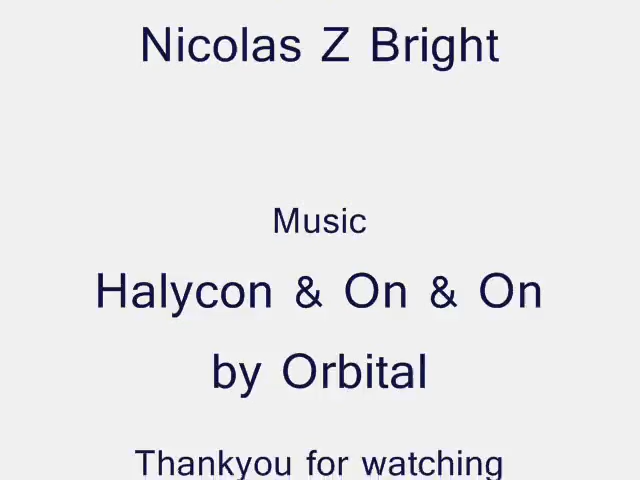 Nicolas Z Bright
Music
Halycon & On & On
by Orbital
Thankyou for watching